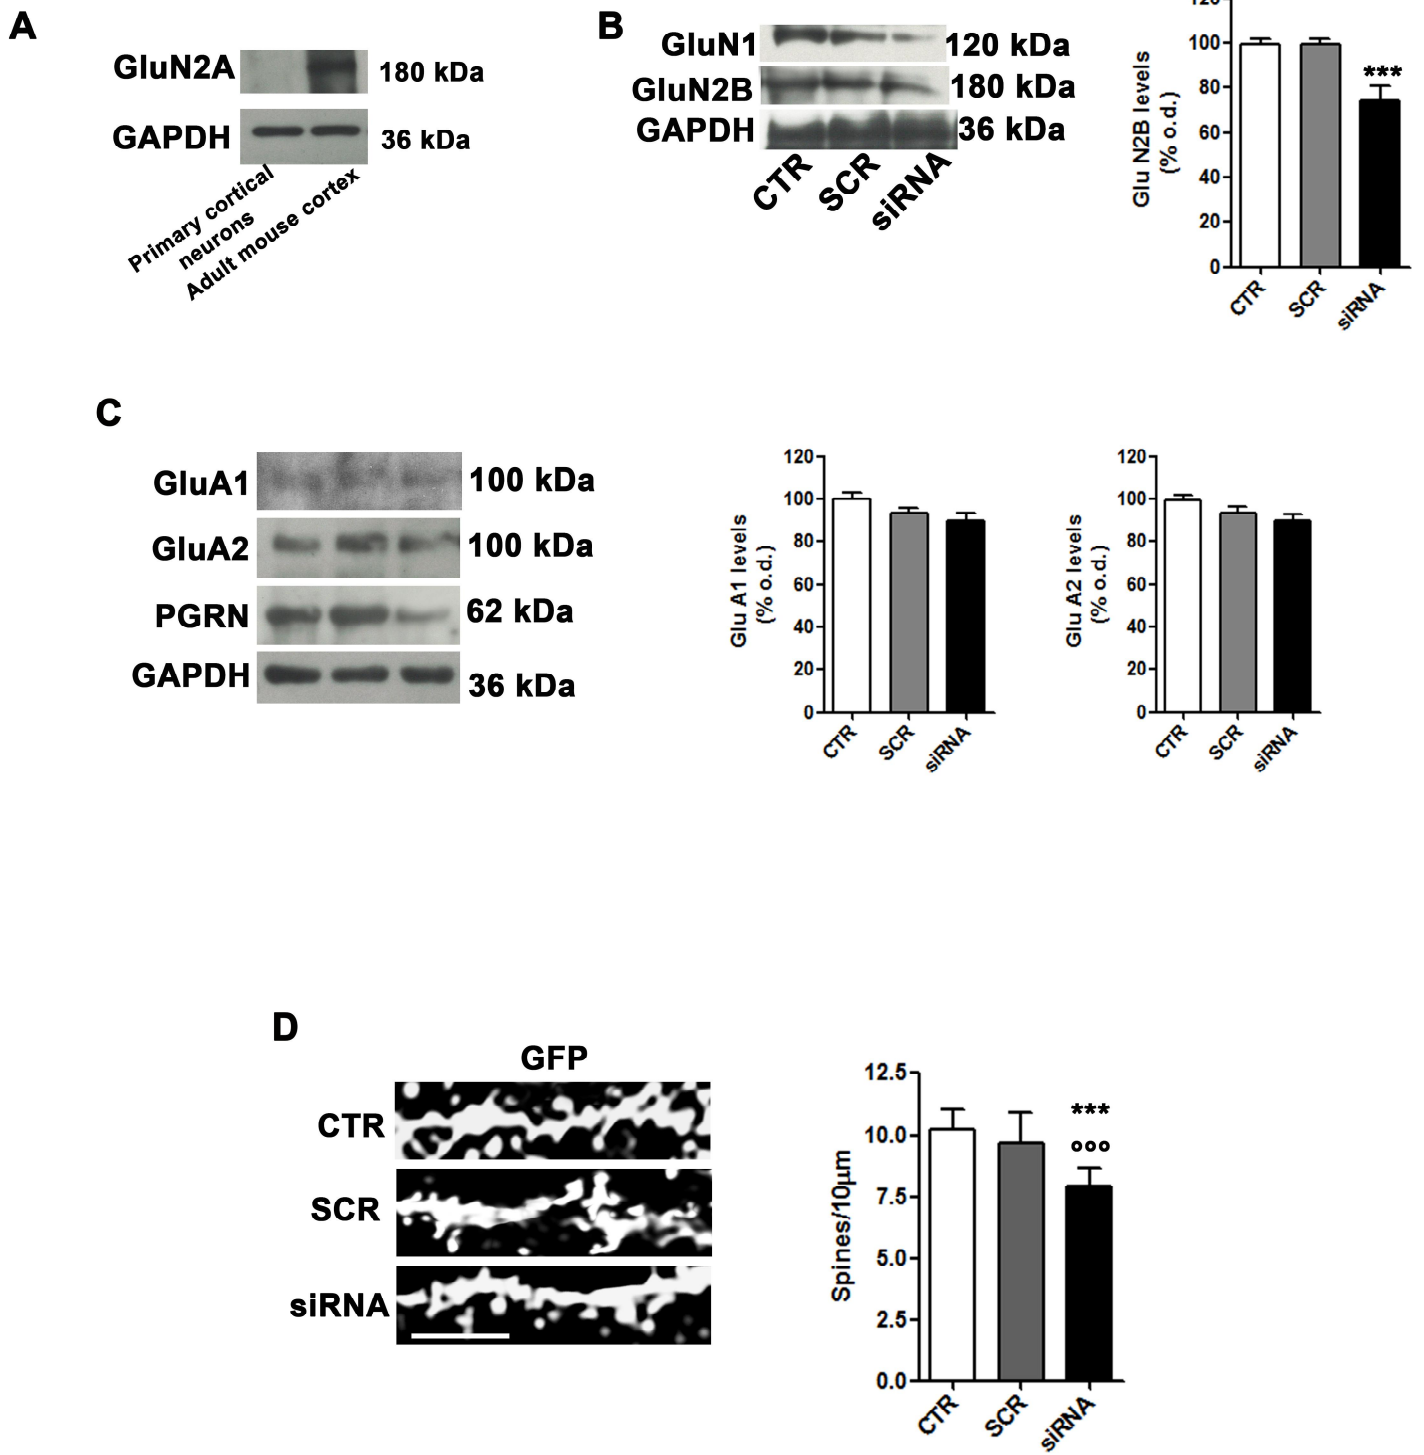 A
GluN2A
180 kDa
GAPDH
36 kDa
Primary cortical
neurons
Adult mouse cortex
B
GluN1
120 kDa
GluN2B
180 kDa
GAPDH
36 kDa
CTR
SCR
siRNA
Glu N2B levels
(% o.d.)
120
100
80
60
40
20
0
***
CTR
SCR
siRNA
C
GluA1
100 kDa
GluA2
100 kDa
PGRN
62 kDa
GAPDH
36 kDa
Glu A1 levels
(% o.d.)
120
100
80
60
40
20
0
CTR
SCR
siRNA
Glu A2 levels
(% o.d.)
120
100
80
60
40
20
0
CTR
SCR
siRNA
D
GFP
CTR
SCR
siRNA
Spines/10µm
12.5
10.0
7.5
5.0
2.5
0.0
***
°°°
CTR
SCR
siRNA